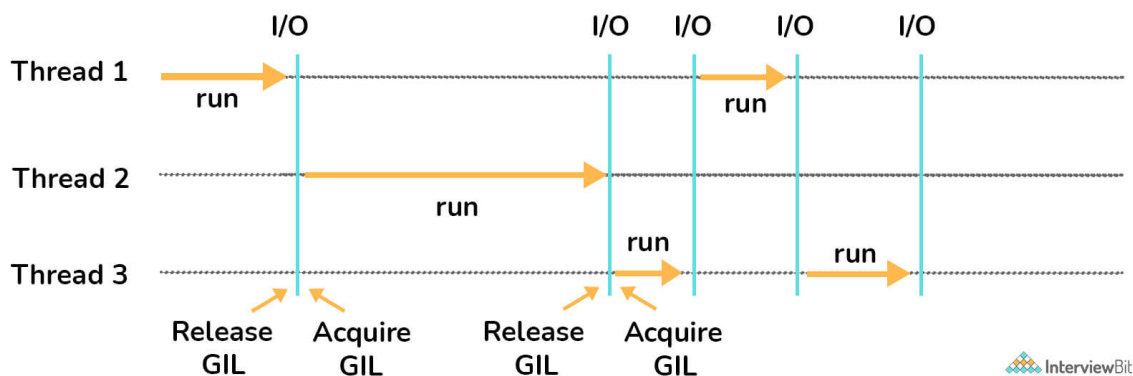 I/O I/O I/O I/O I/O
Thread 1
run run
Thread 2
run
run run
Thread 3
Release Acquire Release Acquire
GIL GIL GIL GIL
InterviewBit